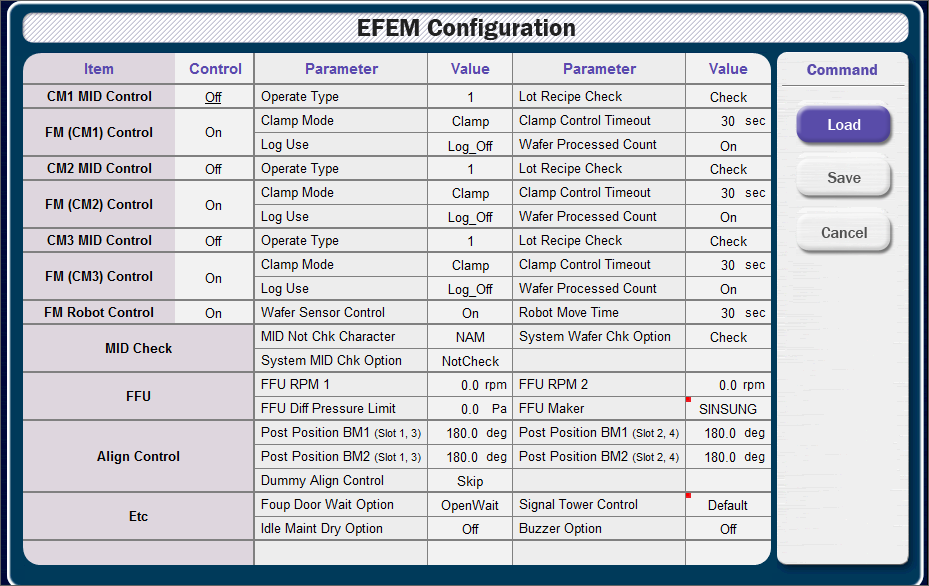 EFEM Configuration
Item Control Parameter Value Parameter Value
CM1 MID Control Off Operate Type 1 Lot Recipe Check Check
FM (CM1) Control On Clamp Mode Clamp Clamp Control Timeout 30 sec
Log Use Log_Off Wafer Processed Count On
CM2 MID Control Off Operate Type 1 Lot Recipe Check Check
FM (CM2) Control On Clamp Mode Clamp Clamp Control Timeout 30 sec
Log Use Log_Off Wafer Processed Count On
CM3 MID Control Off Operate Type 1 Lot Recipe Check Check
FM (CM3) Control On Clamp Mode Clamp Clamp Control Timeout 30 sec
Log Use Log_Off Wafer Processed Count On
FM Robot Control On Wafer Sensor Control On Robot Move Time 30 sec
MID Check MID Not Chk Character NAM System Wafer Chk Option Check
System MID Chk Option NotCheck
FFU FFU RPM 1 0.0 rpm FFU RPM 2 0.0 rpm
FFU Diff Pressure Limit 0.0 Pa FFU Maker SINSUNG
Align Control Post Position BM1 (Slot 1, 3) 180.0 deg Post Position BM1 (Slot 2, 4) 180.0 deg
Post Position BM2 (Slot 1, 3) 180.0 deg Post Position BM2 (Slot 2, 4) 180.0 deg
Dummy Align Control Skip
Etc Foup Door Wait Option OpenWait Signal Tower Control Default
Idle Maint Dry Option Off Buzzer Option Off
Command
Load
Save
Cancel